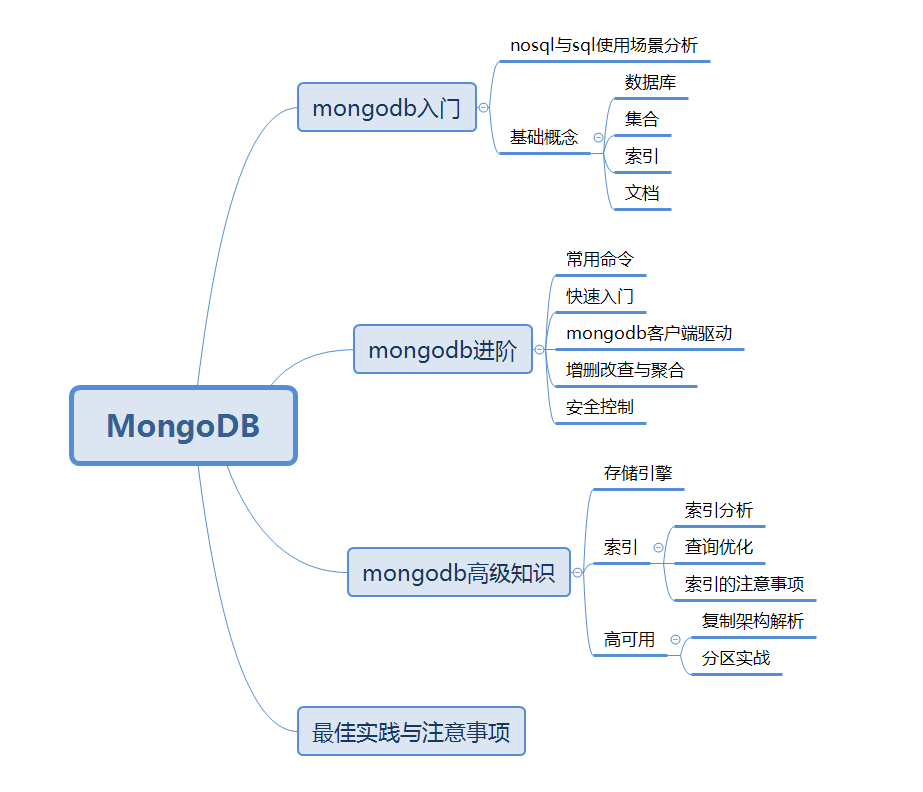 MongoDB
mongodb入门
nosql与sql使用场景分析
基础概念
数据库
集合
索引
文档
mongodb进阶
常用命令
快速入门
mongodb客户端驱动
增删改查与聚合
安全控制
mongodb高级知识
存储引擎
索引
索引分析
查询优化
索引的注意事项
高可用
复制架构解析
分区实战
最佳实践与注意事项